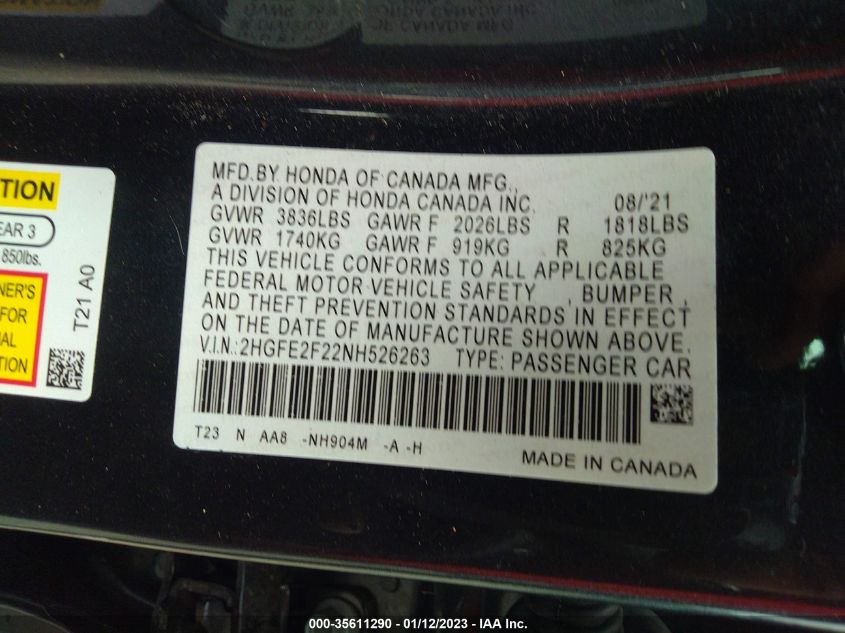 MFD.BY HONDA OF CANADA MFG.,
A DIVISION OF HONDA CANADA INC. 08/'21
GVWR 3836LBS GAWR F 2026LBS R 1818LBS
GVWR 1740KG GAWR F 919KG R 825KG
THIS VEHICLE CONFORMS TO ALL APPLICABLE
FEDERAL MOTOR VEHICLE SAFETY , BUMPER ,
AND THEFT PREVENTION STANDARDS IN EFFECT
ON THE DATE OF MANUFACTURE SHOWN ABOVE.
V.I.N.:2HGFE2F22NH526263 TYPE: PASSENGER CAR
T23 N AA8 -NH904M -A -H
MADE IN CANADA
TION
EAR 3
850lbs.
NER'S
FOR
NAL
TION
T21 A0
000-35611290 - 01/12/2023 - IAA Inc.